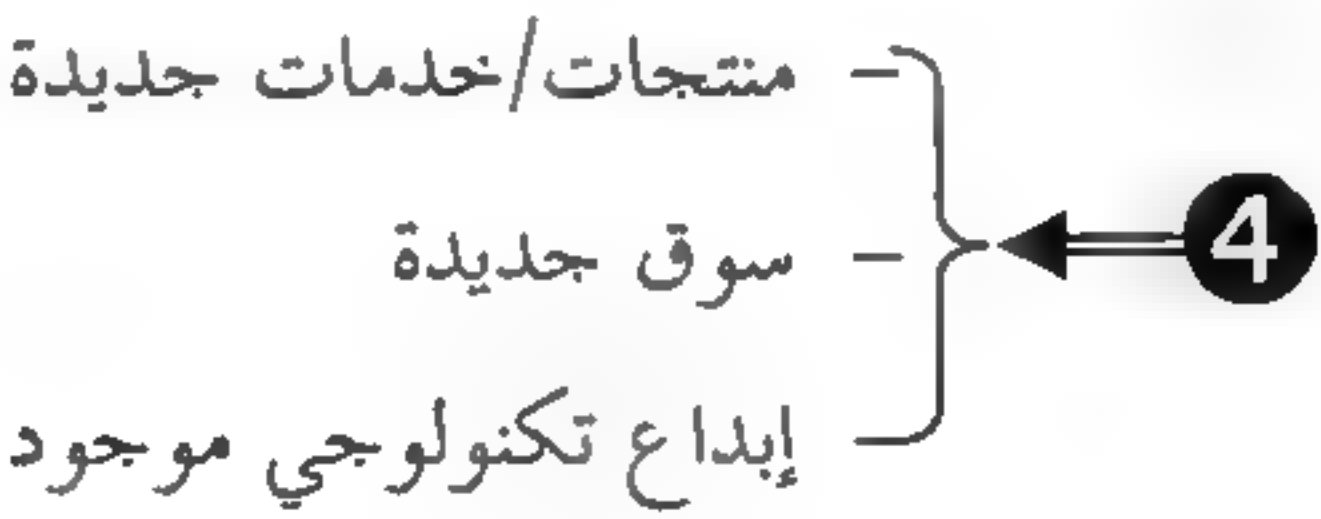 - منتجات/خدمات جديدة
4
- سوق جديدة
- إبداع تكنولوجي موجود